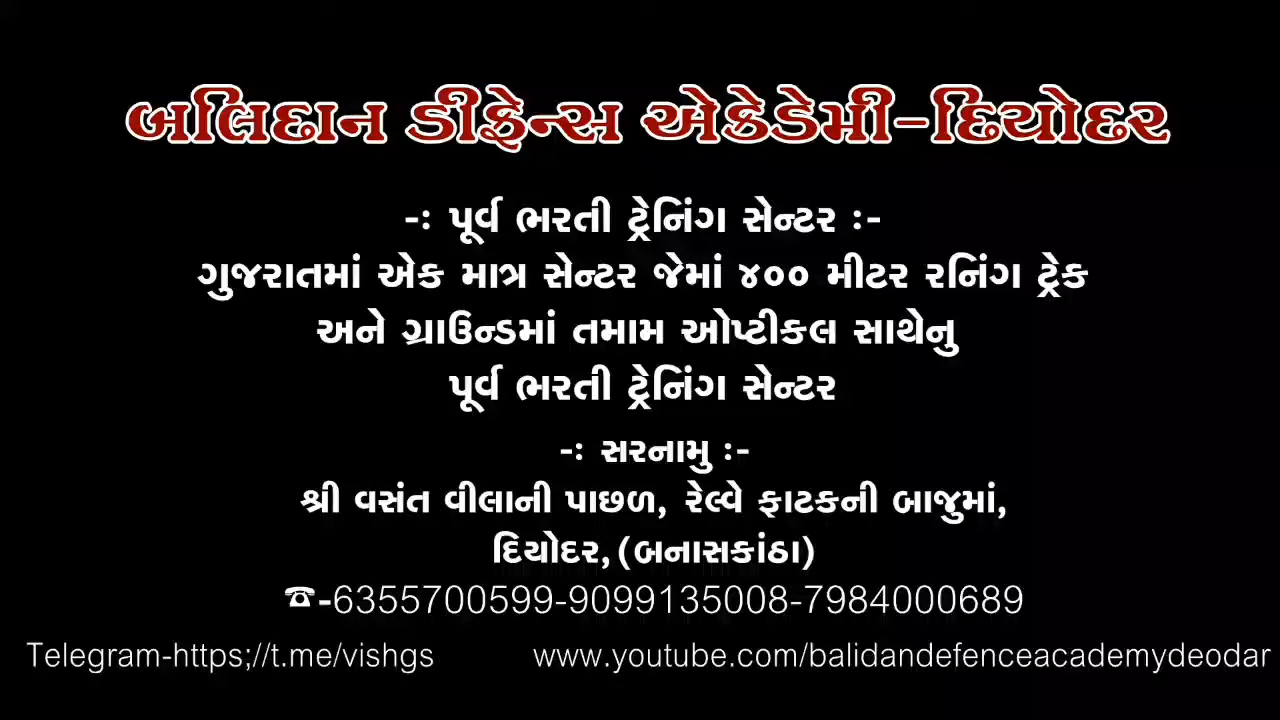 બલિદાન ડીફેન્સ એકેડેમી-દિયોદર
-: પૂર્વ ભરતી ટ્રેનિંગ સેન્ટર :-
ગુજરાતમાં એક માત્ર સેન્ટર જેમાં ૪૦૦ મીટર રનિંગ ટ્રેક
અને ગ્રાઉન્ડમાં તમામ ઓપ્ટીકલ સાથેનુ
પૂર્વ ભરતી ટ્રેનિંગ સેન્ટર
-: સરનામુ :-
શ્રી વસંત વીલાની પાછળ, રેલ્વે ફાટકની બાજુમાં,
દિયોદર,(બનાસકાંઠા)
☎-6355700599-9099135008-7984000689
Telegram-https;//t.me/vishgs www.youtube.com/balidandefenceacademydeodar